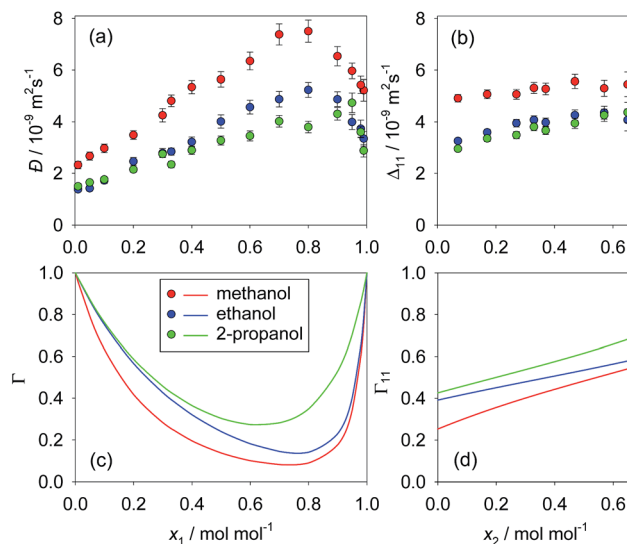 (a)
8
6
4
2
0
Đ / 10⁻⁹ m²s⁻¹
0.0 0.2 0.4 0.6 0.8 1.0
(b)
8
6
4
2
0
Δ₁₁ / 10⁻⁹ m²s⁻¹
0.0 0.2 0.4 0.6
1.0
0.8
0.6
0.4
0.2
0.0
Γ
methanol
ethanol
2-propanol
(c)
0.0 0.2 0.4 0.6 0.8 1.0
x₁ / mol mol⁻¹
1.0
0.8
0.6
0.4
0.2
0.0
Γ₁₁
(d)
0.0 0.2 0.4 0.6
x₂ / mol mol⁻¹